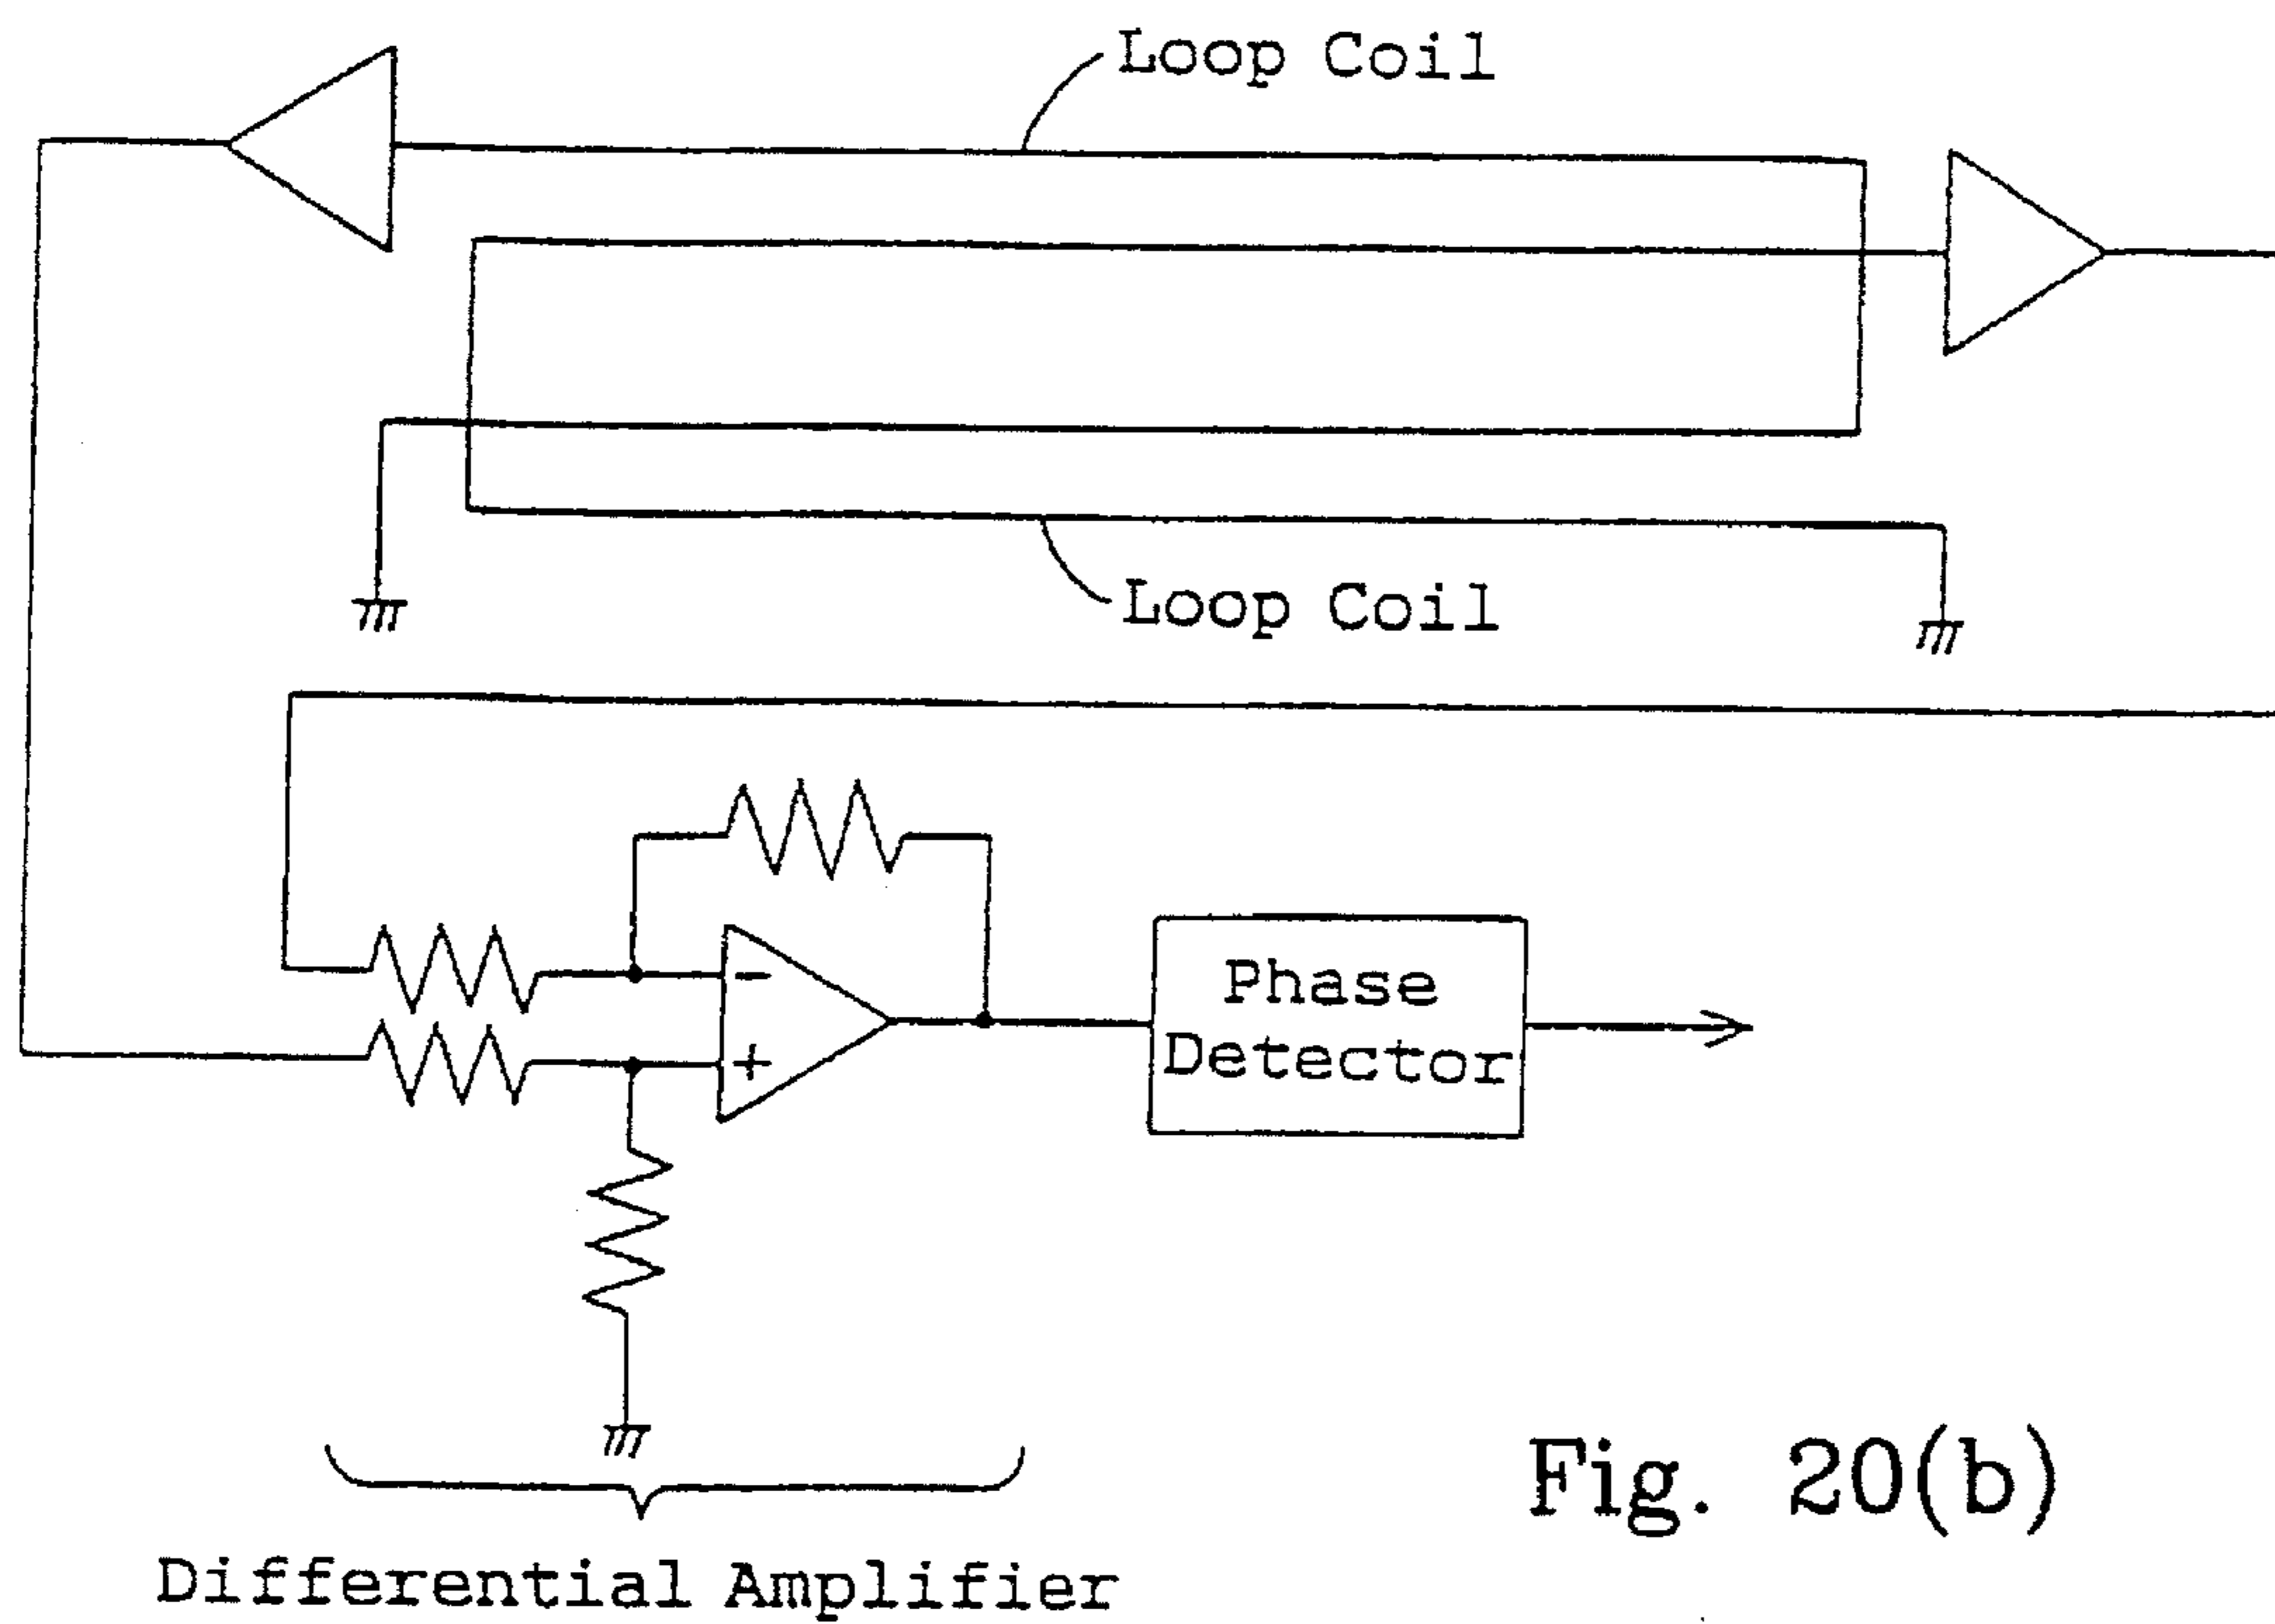 Loop Coil
Loop Coil
-
+
Phase
Detector
Differential Amplifier
Fig. 20(b)